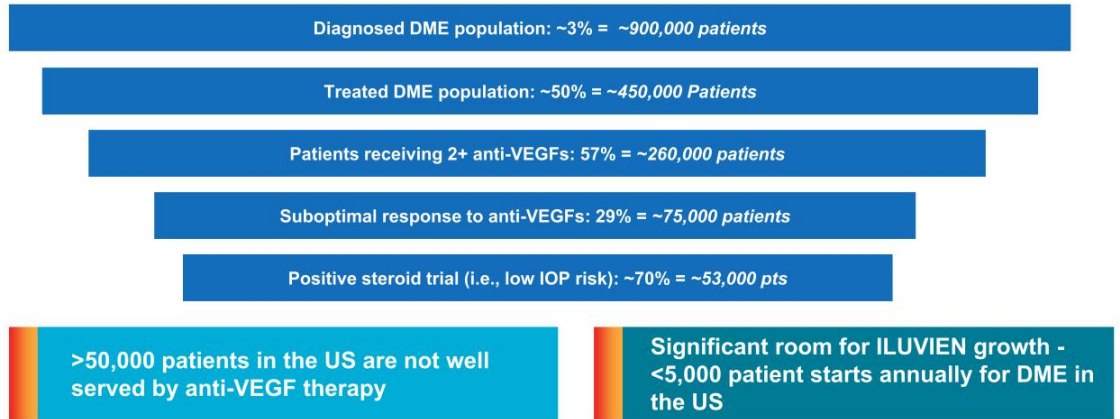 Diagnosed DME population: ~3% = ~900,000 patients
Treated DME population: ~50% = ~450,000 Patients
Patients receiving 2+ anti-VEGFs: 57% = ~260,000 patients
Suboptimal response to anti-VEGFs: 29% = ~75,000 patients
Positive steroid trial (i.e., low IOP risk): ~70% = ~53,000 pts
>50,000 patients in the US are not well
served by anti-VEGF therapy
Significant room for ILUVIEN growth -
<5,000 patient starts annually for DME in
the US